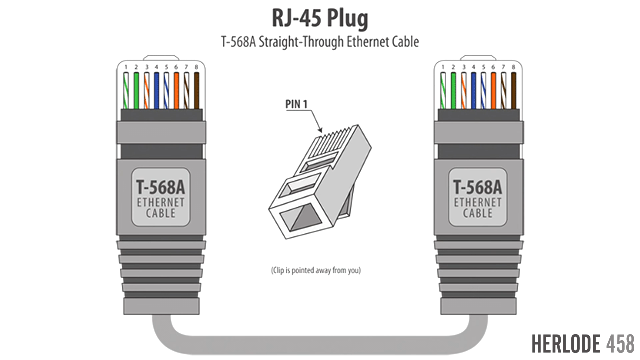 RJ-45 Plug
T-568A Straight-Through Ethernet Cable
1 2 3 4 5 6 7 8
1 2 3 4 5 6 7 8
PIN 1
T-568A
ETHERNET
CABLE
T-568A
ETHERNET
CABLE
(Clip is pointed away from you)
HERLODE 458